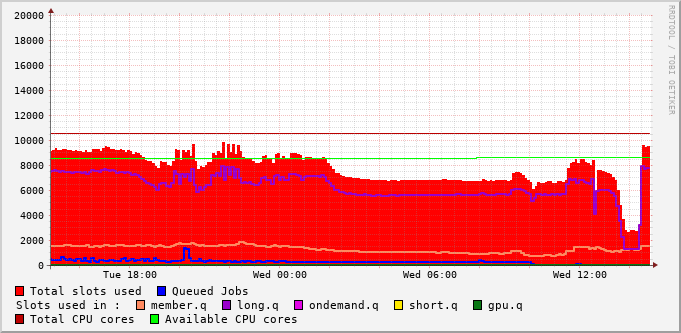 20000
18000
16000
14000
12000
10000
8000
6000
4000
2000
0
Tue 18:00 Wed 00:00 Wed 06:00 Wed 12:00
Total slots used Queued Jobs
Slots used in : member.q long.q ondemand.q short.q gpu.q
Total CPU cores Available CPU cores
RRDTOOL / TOBI OETIKER